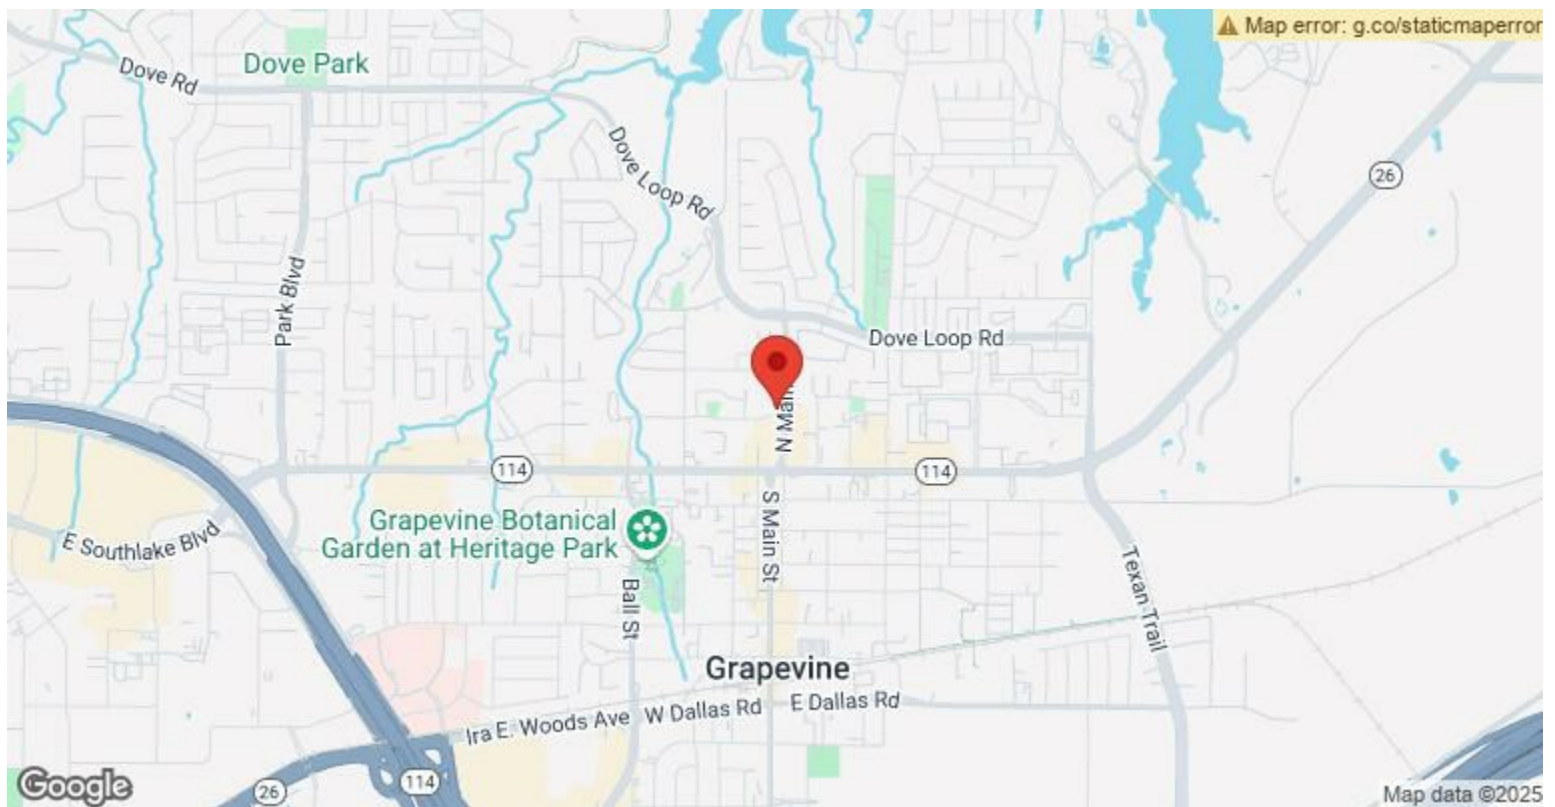 Map error: g.co/staticmaperror
Dove Park
Dove Rd
Dove Loop Rd
26
Park Blvd
Dove Loop Rd
N Main
114
114
E Southlake Blvd
Grapevine Botanical
Garden at Heritage Park
S Main St
Ball St
Texan Trail
Grapevine
Ira E. Woods Ave
W Dallas Rd
E Dallas Rd
114
26
Google
Map data ©2025